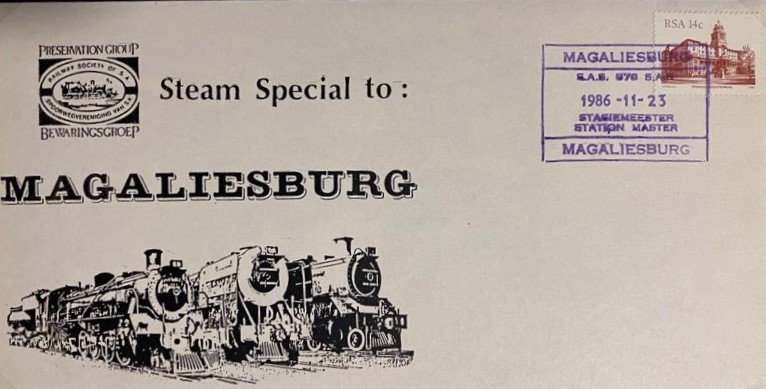 PRESERVATION GROUP
RAILWAY SOCIETY OF S.A.
SPOORWEGVERENIGING VAN S.A.
BEWARINGSGROEP
Steam Special to :
MAGALIESBURG
RSA 14c
MAGALIESBURG
S.A.S.
1986 -11- 23
STASIEMEESTER
STATION MASTER
MAGALIESBURG